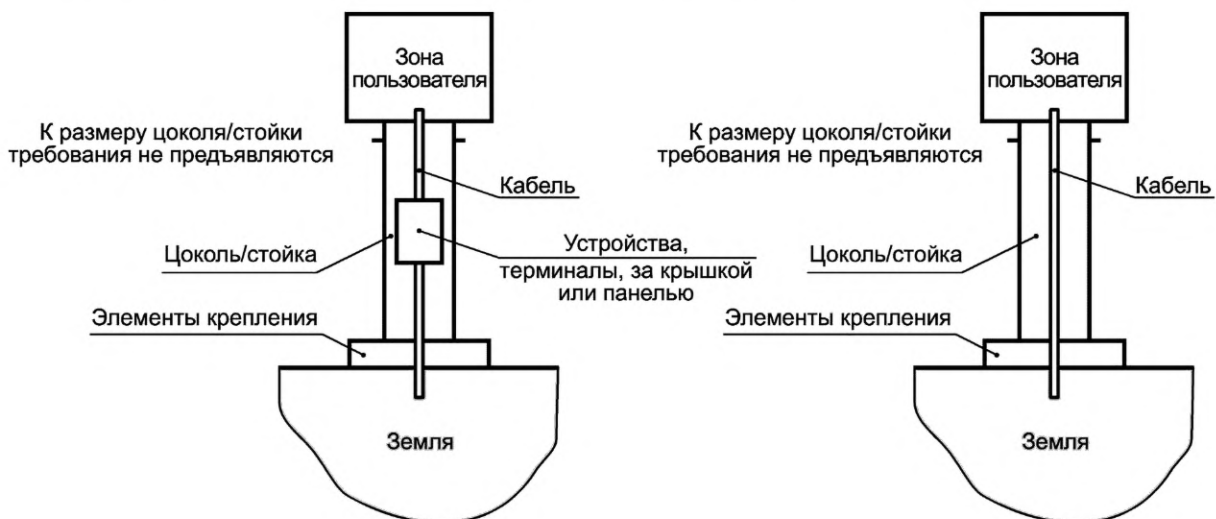 Зона
пользователя
К размеру цоколя/стойки
требования не предъявляются
Кабель
Цоколь/стойка
Устройства,
терминалы, за крышкой
или панелью
Элементы крепления
Земля
Зона
пользователя
К размеру цоколя/стойки
требования не предъявляются
Кабель
Цоколь/стойка
Элементы крепления
Земля